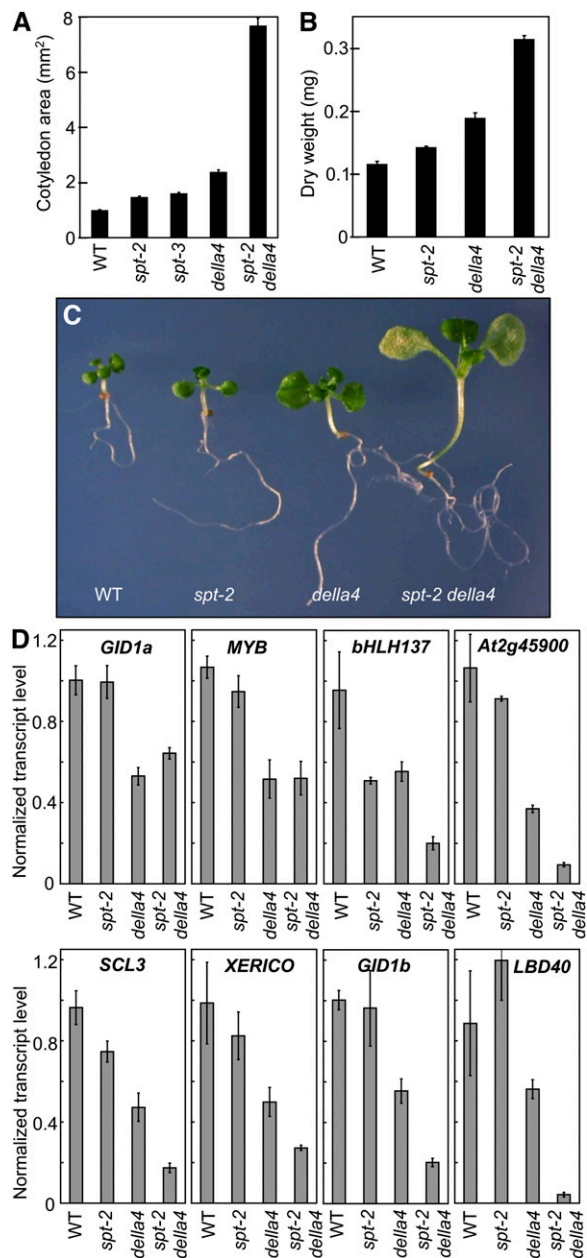 A
B
Cotyledon area (mm²)
8
6
4
2
0
WT
spt-2
spt-3
della4
spt-2
della4
Dry weight (mg)
0.3
0.2
0.1
0
WT
spt-2
della4
spt-2
della4
C
WT
spt-2
della4
spt-2 della4
D
Normalized transcript level
1.2
0.8
0.4
0
GID1a
MYB
bHLH137
At2g45900
WT
spt-2
della4
spt-2
della4
WT
spt-2
della4
spt-2
della4
WT
spt-2
della4
spt-2
della4
WT
spt-2
della4
spt-2
della4
Normalized transcript level
1.2
0.8
0.4
0
SCL3
XERICO
GID1b
LBD40
WT
spt-2
della4
spt-2
della4
WT
spt-2
della4
spt-2
della4
WT
spt-2
della4
spt-2
della4
WT
spt-2
della4
spt-2
della4